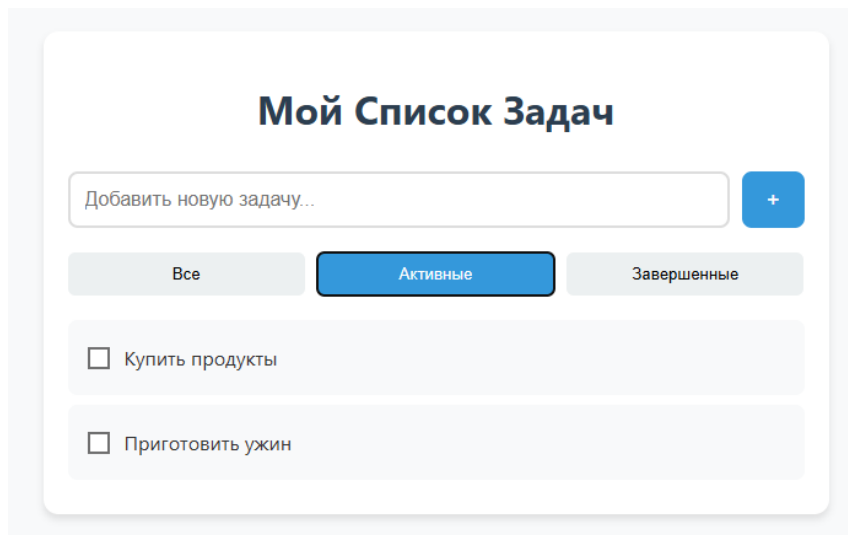 Мой Список Задач
Добавить новую задачу...
+
Все
Активные
Завершенные
Купить продукты
Приготовить ужин